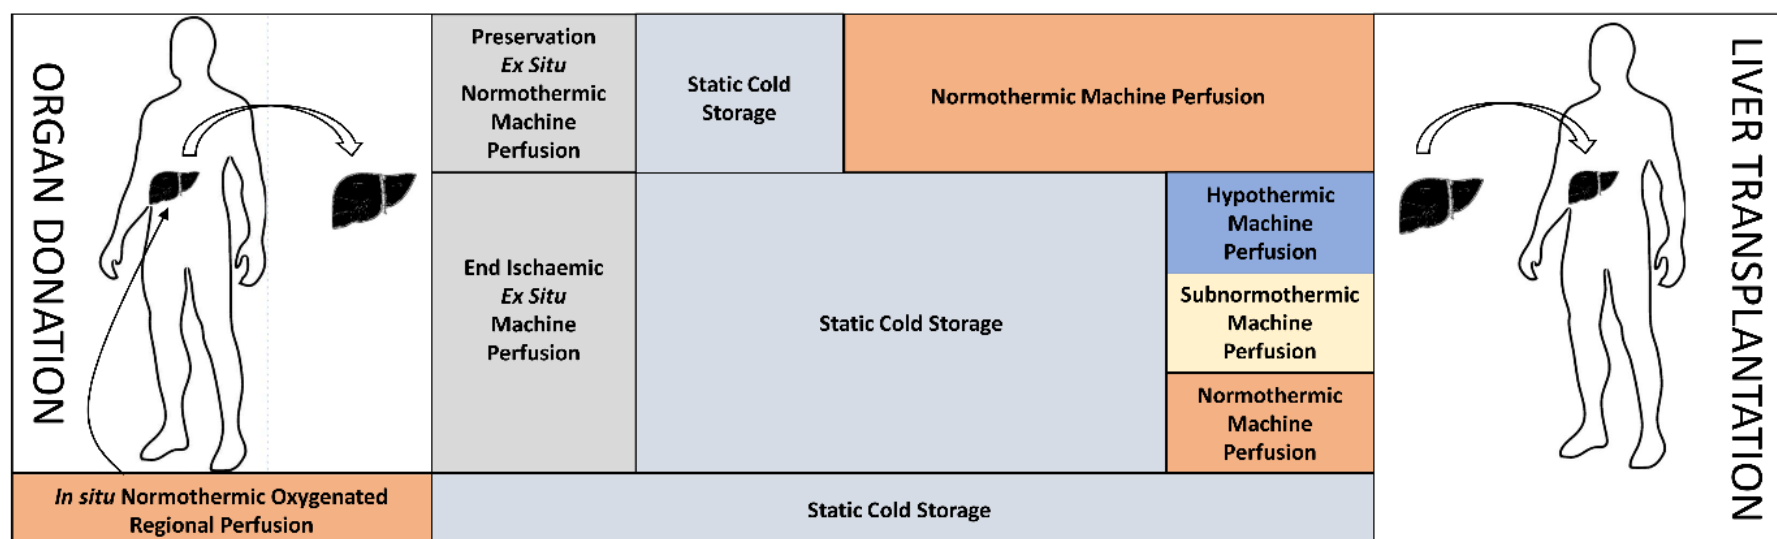 ORGAN DONATION
Preservation
Ex Situ
Normothermic
Machine
Perfusion
Static Cold
Storage
Normothermic Machine Perfusion
End Ischaemic
Ex Situ
Machine
Perfusion
Static Cold Storage
Hypothermic
Machine
Perfusion
Subnormothermic
Machine
Perfusion
Normothermic
Machine
Perfusion
In situ Normothermic Oxygenated
Regional Perfusion
Static Cold Storage
LIVER TRANSPLANTATION